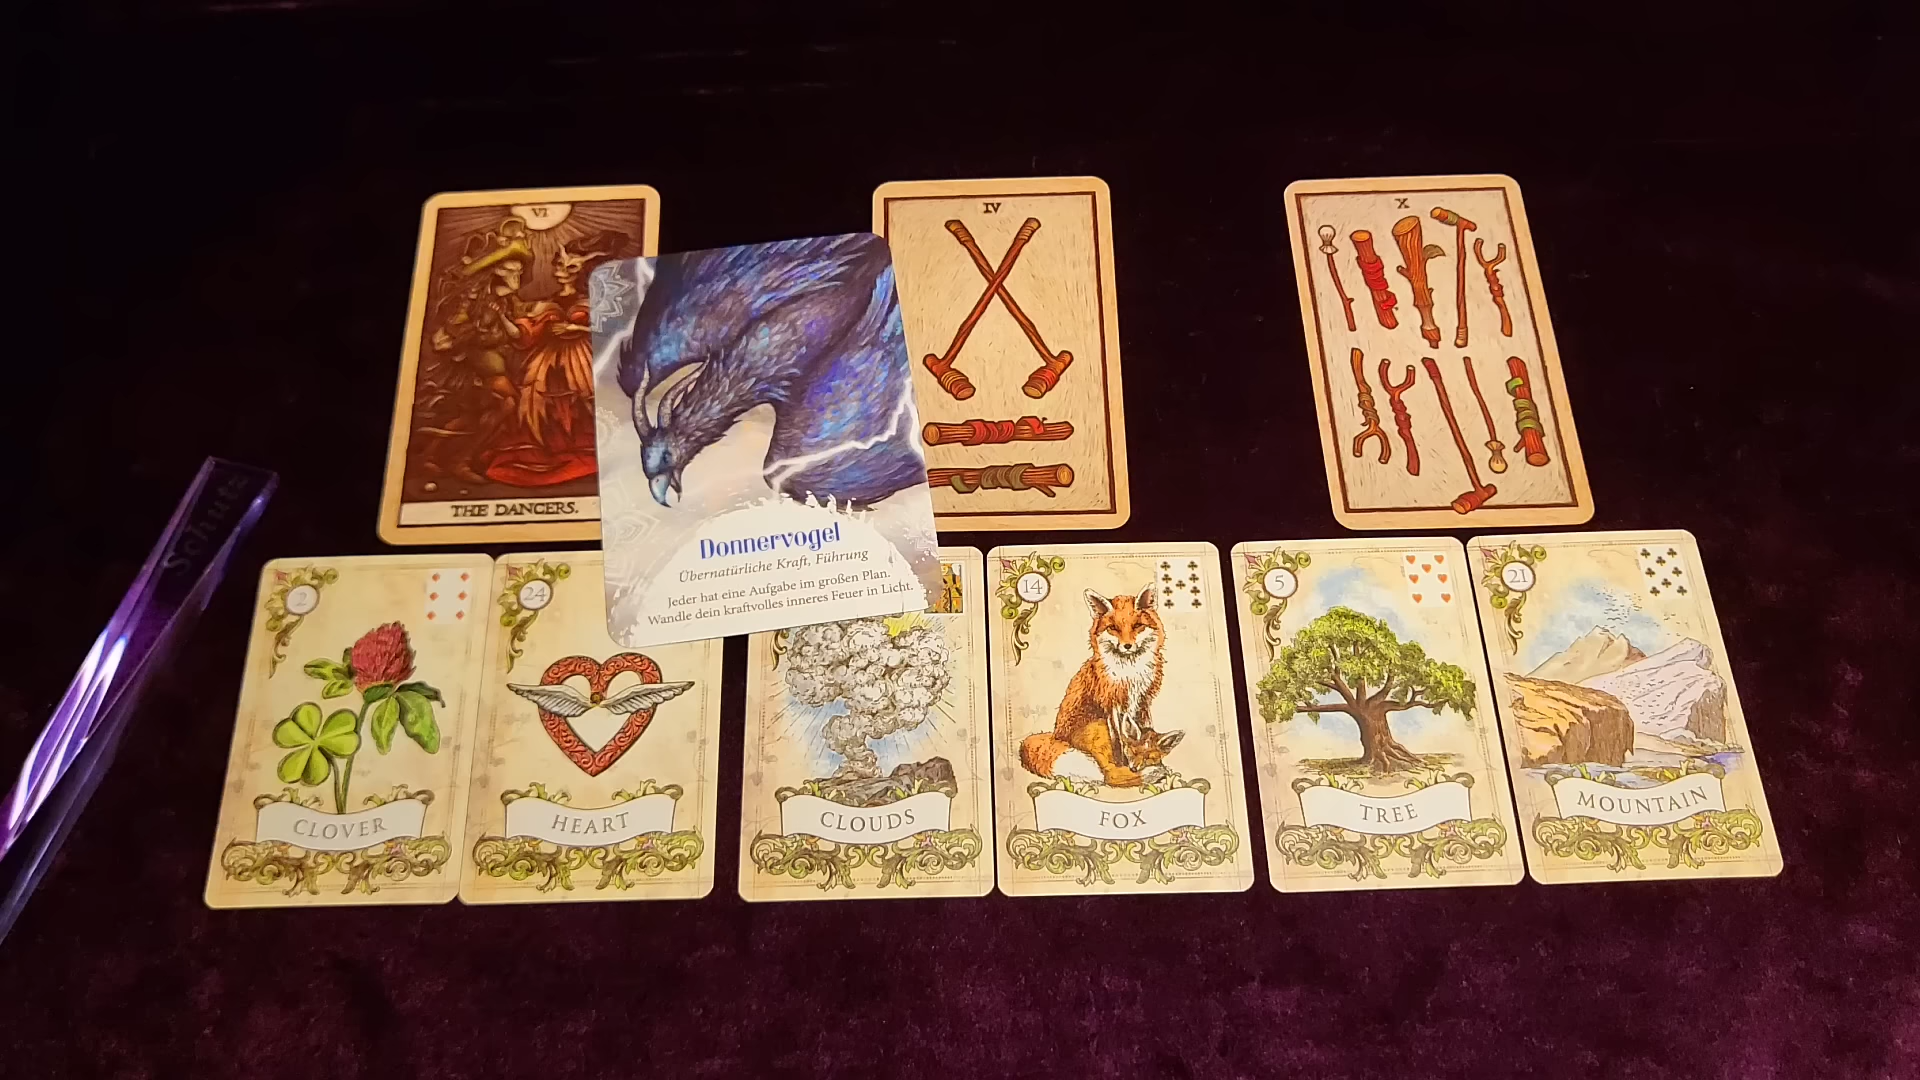 VI
IV
X
THE DANCERS.
Donnervogel
Übernatürliche Kraft, Führung
Jeder hat eine Aufgabe im großen Plan.
Wandle dein kraftvolles inneres Feuer in Licht.
Schutz
2
CLOVER
24
HEART
CLOUDS
14
FOX
5
TREE
21
MOUNTAIN